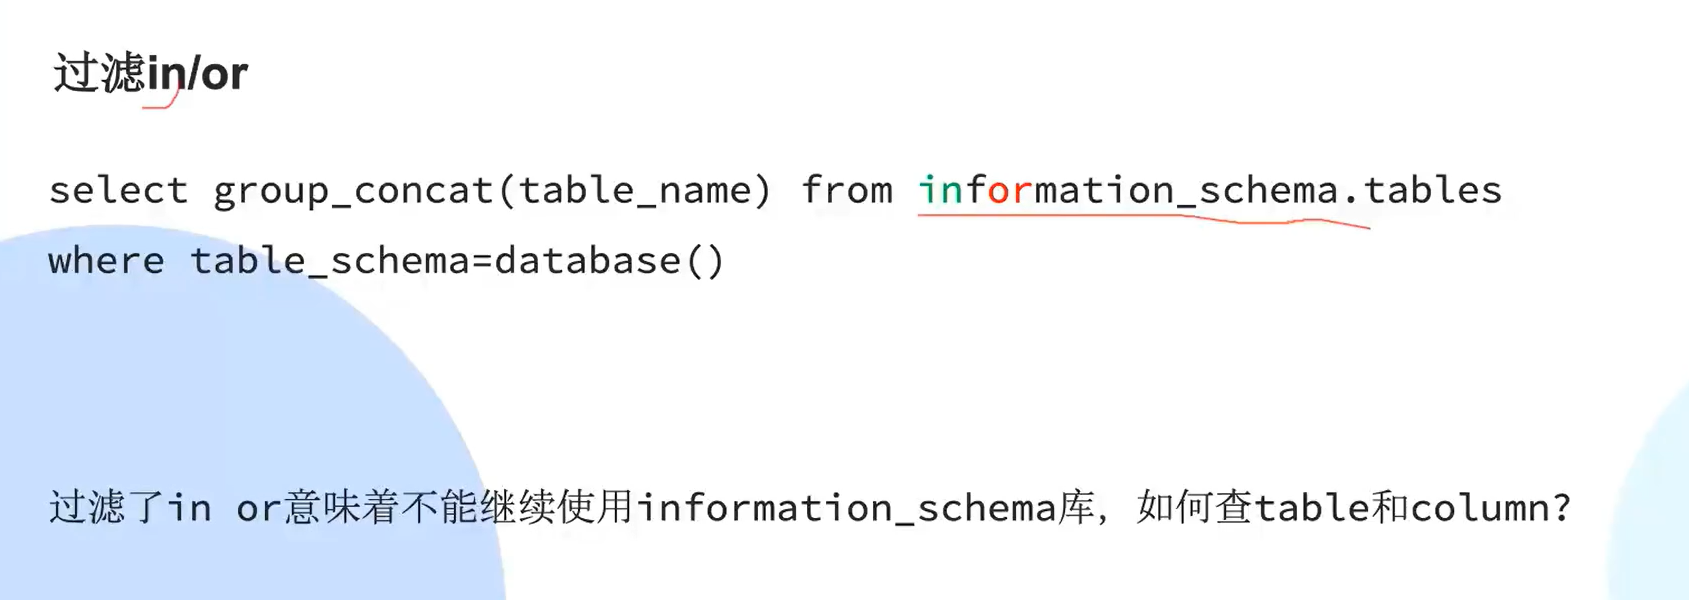 过滤in/or
select group_concat(table_name) from information_schema.tables
where table_schema=database()
过滤了in or意味着不能继续使用information_schema库，如何查table和column?